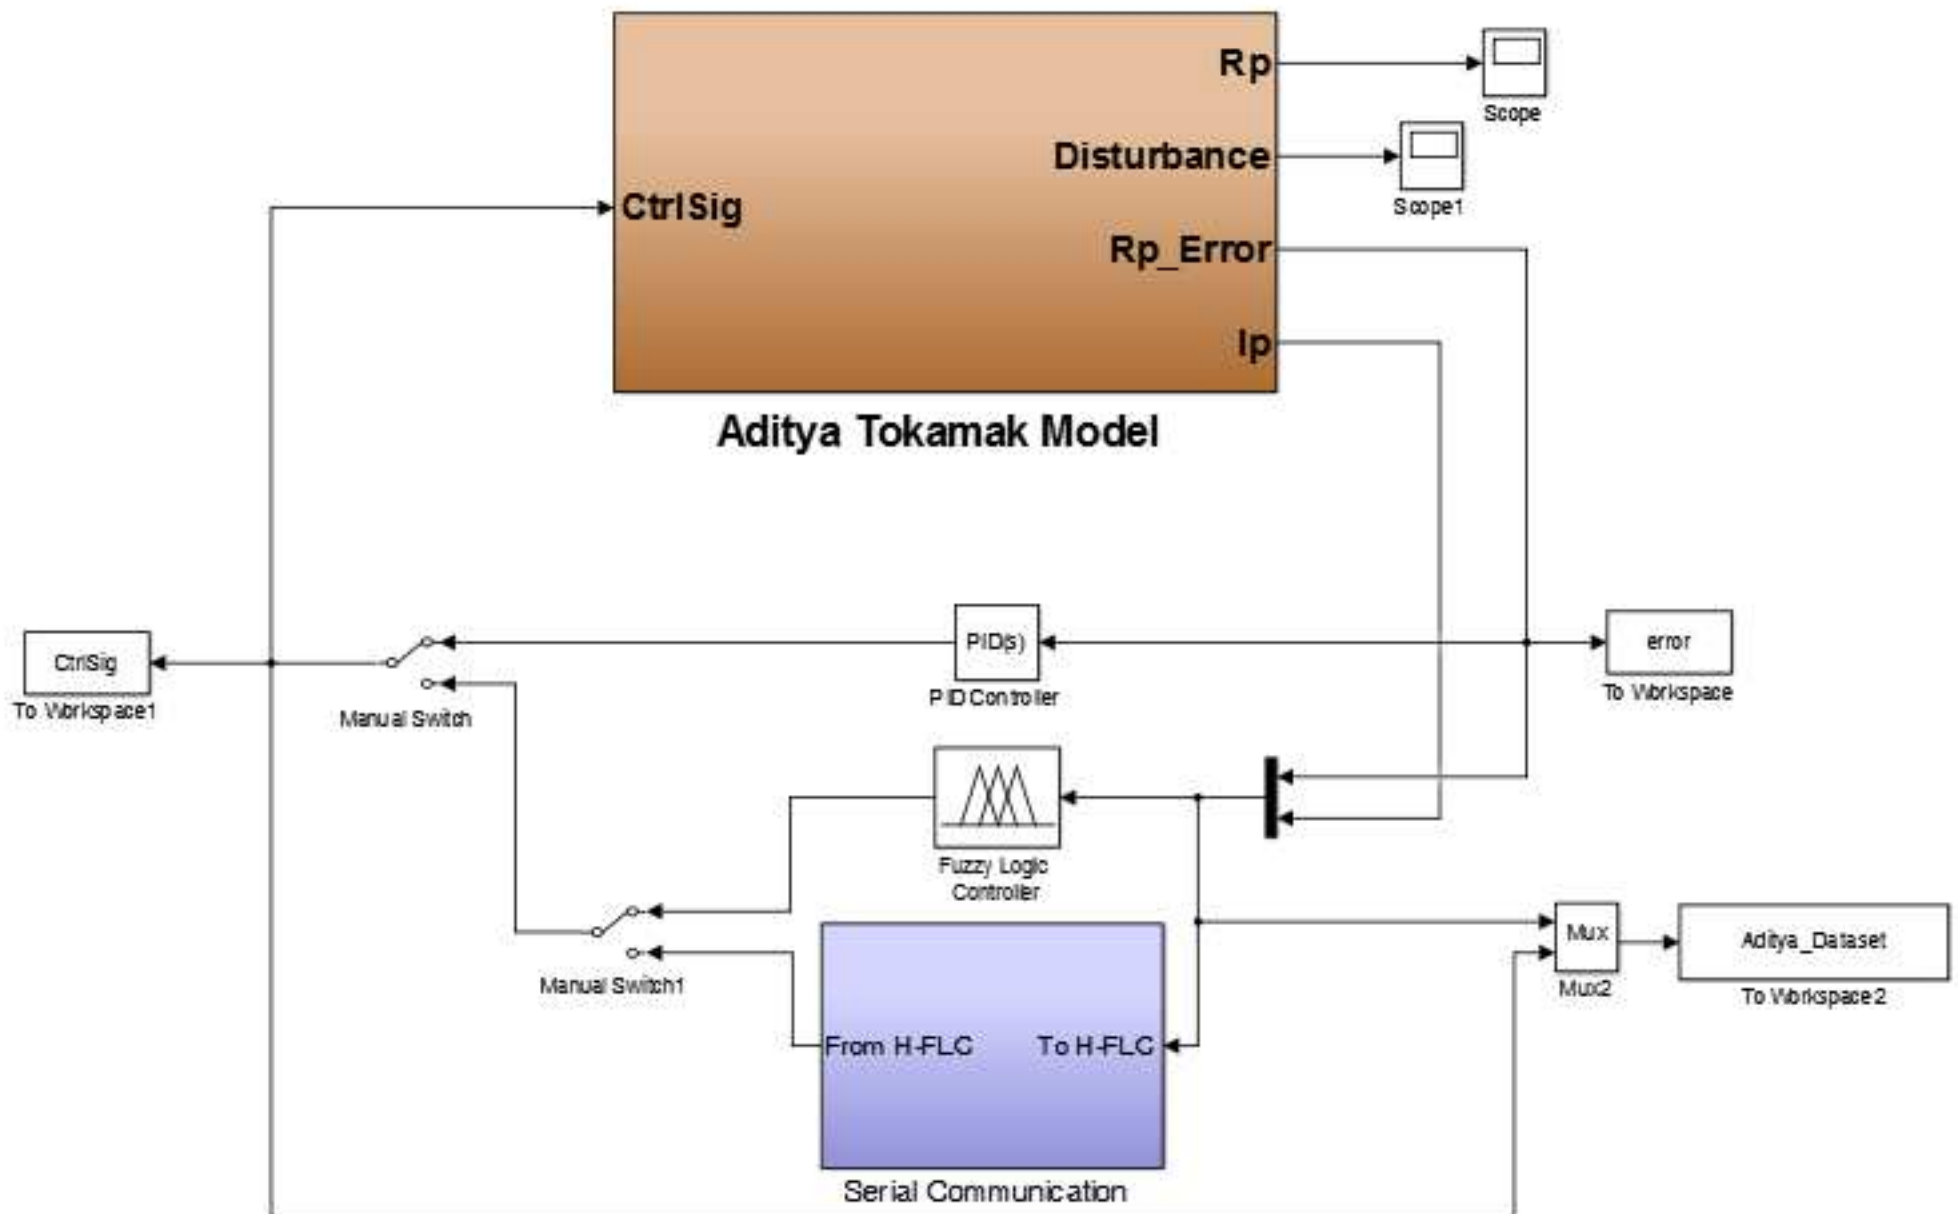 Rp
Scope
Disturbance
Scope1
CtrlSig
Rp_Error
Ip
Aditya Tokamak Model
CtrlSig
To Workspace1
Manual Switch
PID(s)
PID Controller
error
To Workspace
Fuzzy Logic
Controller
Manual Switch1
Mux
Mux2
Aditya_Dataset
To Workspace2
From H-FLC
To H-FLC
Serial Communication